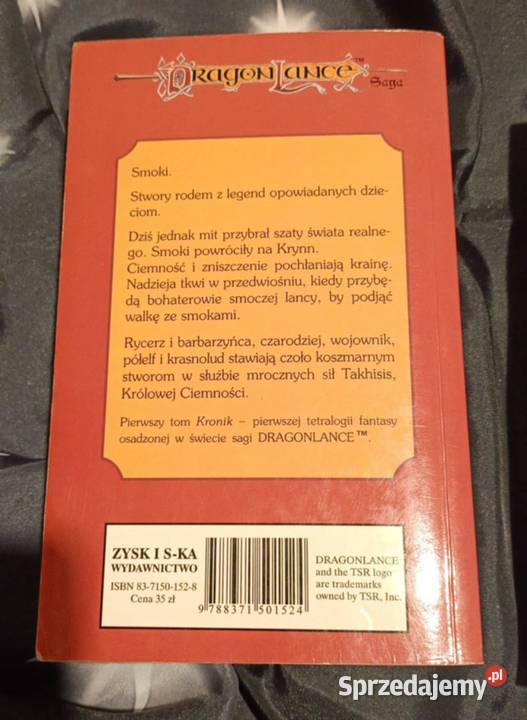 DRAGONLANCE™
Saga
Smoki.
Stwory rodem z legend opowiadanych dzie-
ciom.
Dziś jednak mit przybrał szaty świata realne-
go. Smoki powróciły na Krynn.
Ciemność i zniszczenie pochłaniają krainę.
Nadzieja tkwi w przedwiośniu, kiedy przybę-
dą bohaterowie smoczej lancy, by podjąć
walkę ze smokami.
Rycerz i barbarzyńca, czarodziej, wojownik,
półelf i krasnolud stawiają czoło koszmarnym
stworom w służbie mrocznych sił Takhisis,
Królowej Ciemności.
Pierwszy tom Kronik – pierwszej tetralogii fantasy
osadzonej w świecie sagi DRAGONLANCE™.
ZYSK I S-KA
WYDAWNICTWO
ISBN 83-7150-152-8
Cena 35 zł
9 788371 501524
DRAGONLANCE
and the TSR logo
are trademarks
owned by TSR, Inc.
Sprzedajemy.pl